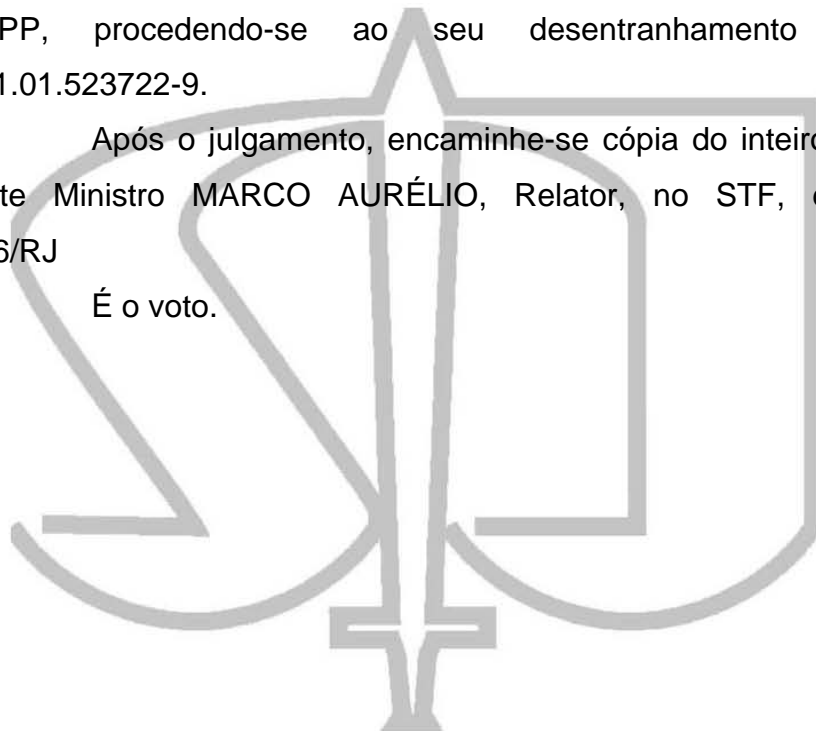 PP, procedendo-se ao seu desentranhamento
1.01.523722-9.
Após o julgamento, encaminhe-se cópia do inteiro
te Ministro MARCO AURÉLIO, Relator, no STF,
6/RJ
É o voto.